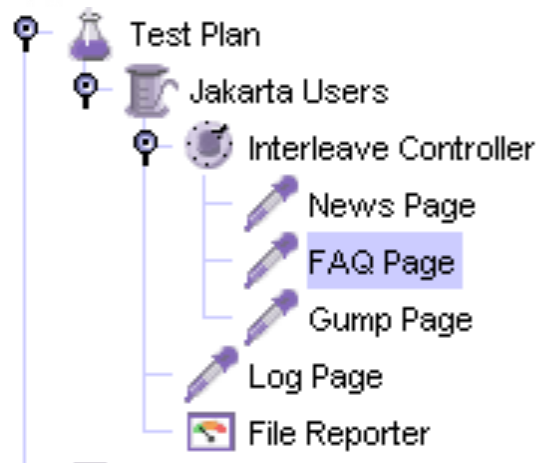 Test Plan
Jakarta Users
Interleave Controller
News Page
FAQ Page
Gump Page
Log Page
File Reporter